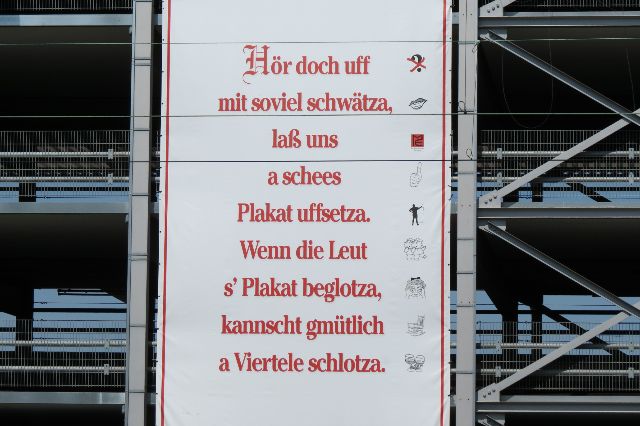 Hör doch uff
mit soviel schwätza,
laß uns
a schees
Plakat uffsetza.
Wenn die Leut
s' Plakat beglotza,
kannscht gmütlich
a Viertele schlotza.